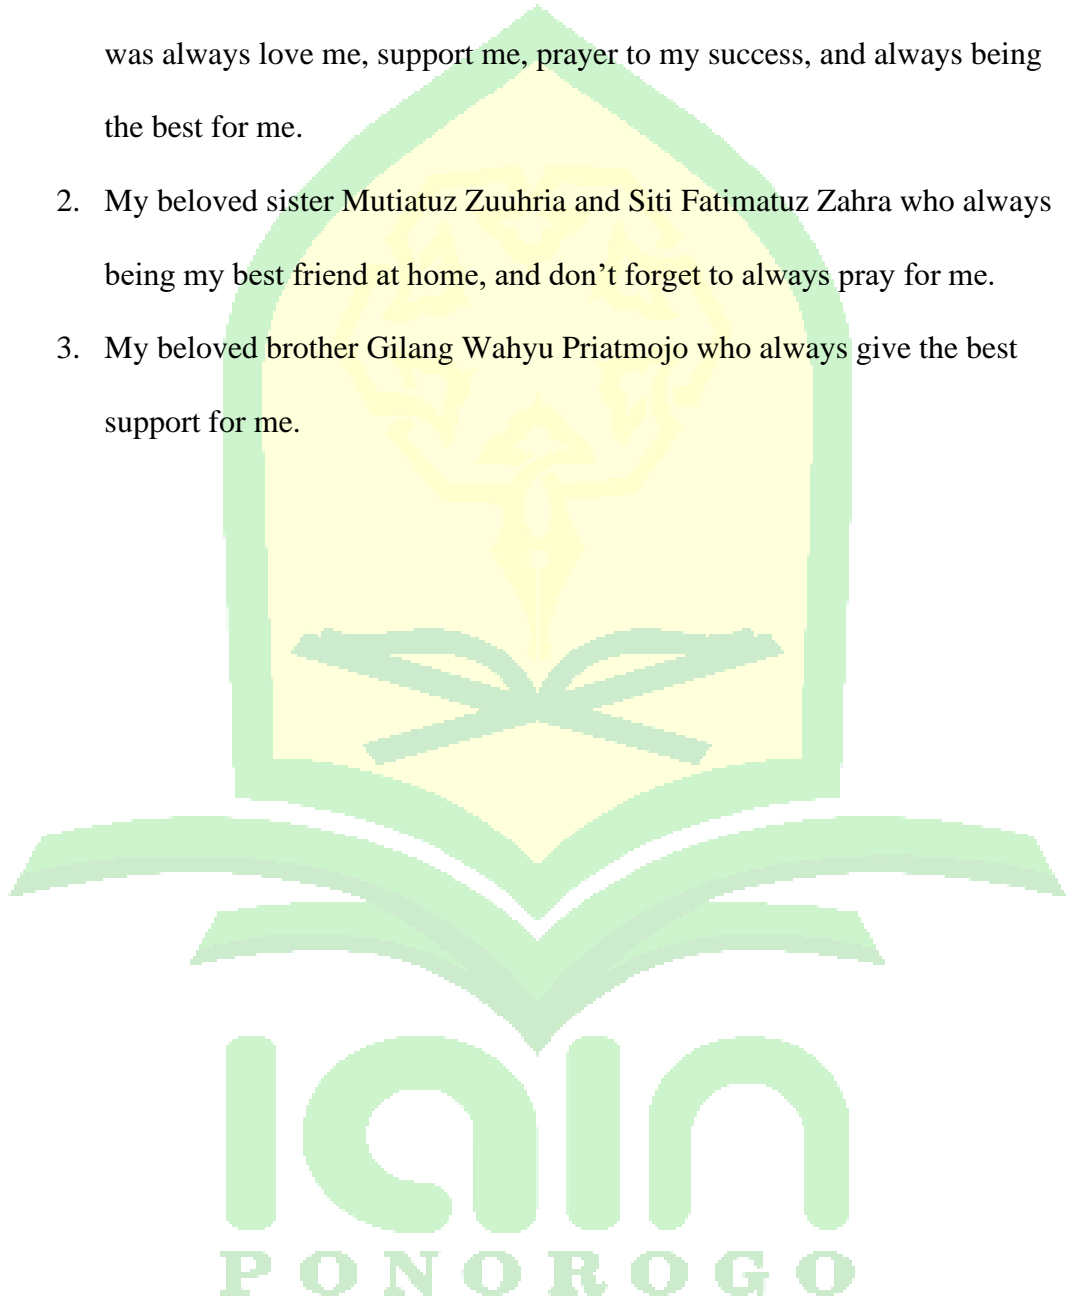 was always love me, support me, prayer to my success, and always being
the best for me.
2. My beloved sister Mutiatuz Zuuhria and Siti Fatimatuz Zahra who always
being my best friend at home, and don’t forget to always pray for me.
3. My beloved brother Gilang Wahyu Priatmojo who always give the best
support for me.
IAIN
PONOROGO